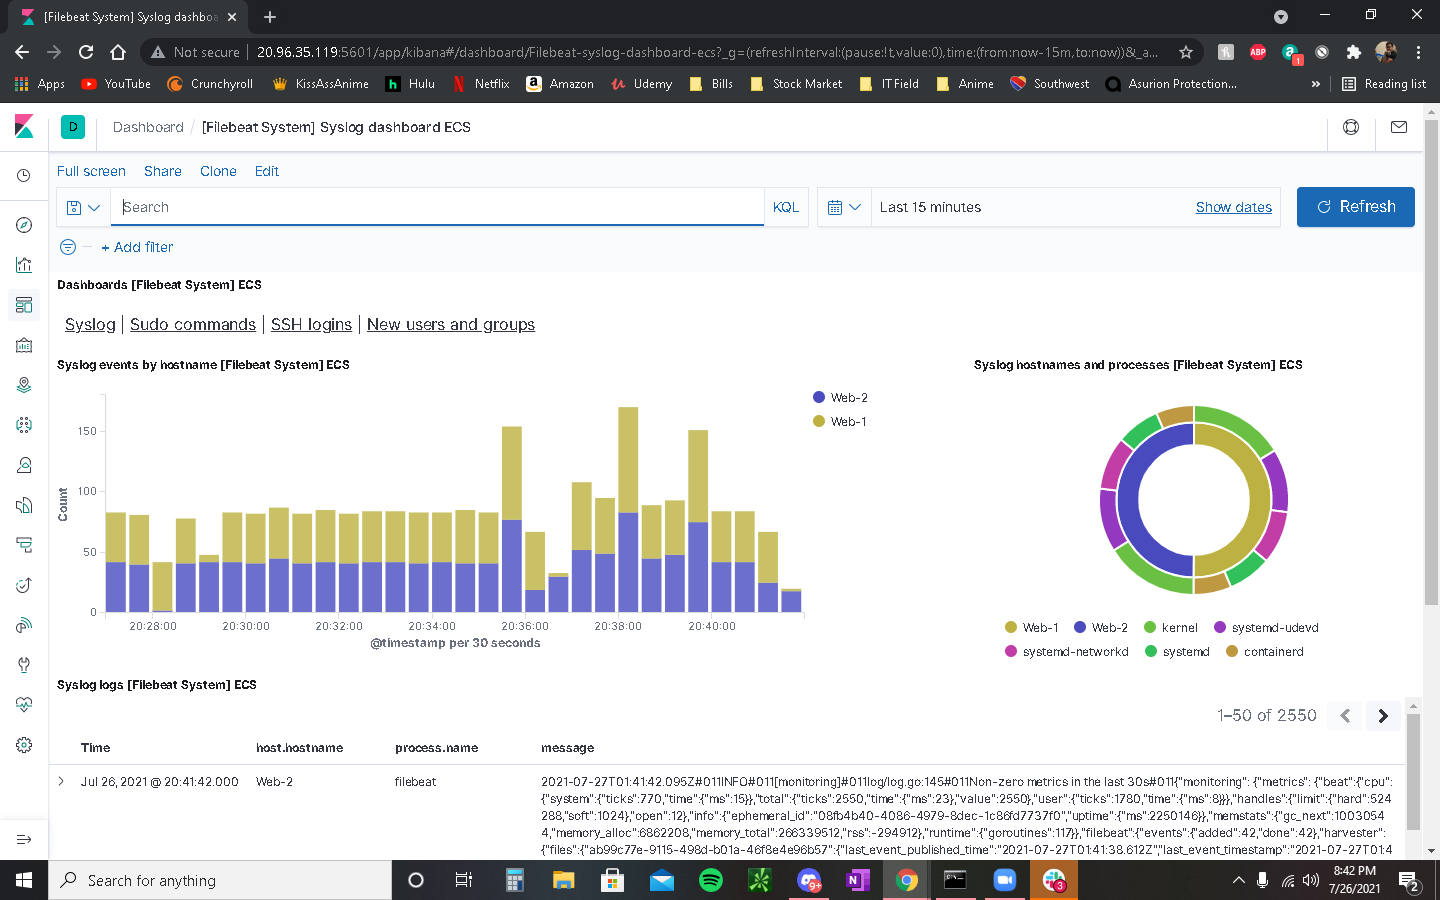 [Filebeat System] Syslog dashboa
Not secure 20.96.35.119:5601/app/kibana#/dashboard/Filebeat-syslog-dashboard-ecs?_g=(refreshInterval:(pause:!t,value:0),time:(from:now-15m,to:now))&_a... ABP a 1
Apps YouTube Crunchyroll KissAssAnime h Hulu N Netflix a Amazon Udemy Bills Stock Market IT Field Anime Southwest Asurion Protection... » Reading list
D Dashboard / [Filebeat System] Syslog dashboard ECS
Full screen Share Clone Edit
Search KQL Last 15 minutes Show dates Refresh
+ Add filter
Dashboards [Filebeat System] ECS
Syslog | Sudo commands | SSH logins | New users and groups
Syslog events by hostname [Filebeat System] ECS
Count
150
100
50
0
20:28:00 20:30:00 20:32:00 20:34:00 20:36:00 20:38:00 20:40:00
@timestamp per 30 seconds
Web-2
Web-1
Syslog hostnames and processes [Filebeat System] ECS
Web-1 Web-2 kernel systemd-udevd
systemd-networkd systemd containerd
Syslog logs [Filebeat System] ECS
1–50 of 2550
Time host.hostname process.name message
Jul 26, 2021 @ 20:41:42.000 Web-2 filebeat 2021-07-27T01:41:42.095Z#011INFO#011[monitoring]#011log/log.go:145#011Non-zero metrics in the last 30s#011{"monitoring": {"metrics": {"beat":{"cpu":
{"system":{"ticks":770,"time":{"ms":15}},"total":{"ticks":2550,"time":{"ms":23},"value":2550},"user":{"ticks":1780,"time":{"ms":8}}},"handles":{"limit":{"hard":524
288,"soft":1024},"open":12},"info":{"ephemeral_id":"08fb4b40-4086-4979-8dec-1c86fd7737f0","uptime":{"ms":2250146}},"memstats":{"gc_next":1003054
4,"memory_alloc":6862208,"memory_total":266339512,"rss":-294912},"runtime":{"goroutines":117}},"filebeat":{"events":{"added":42,"done":42},"harvester":
{"files":{"ab99c77e-9115-498d-b01a-46f8e4e96b57":{"last_event_published_time":"2021-07-27T01:41:38.612Z","last_event_timestamp":"2021-07-27T01:4
Search for anything 9+ N 3 8:42 PM
7/26/2021 2